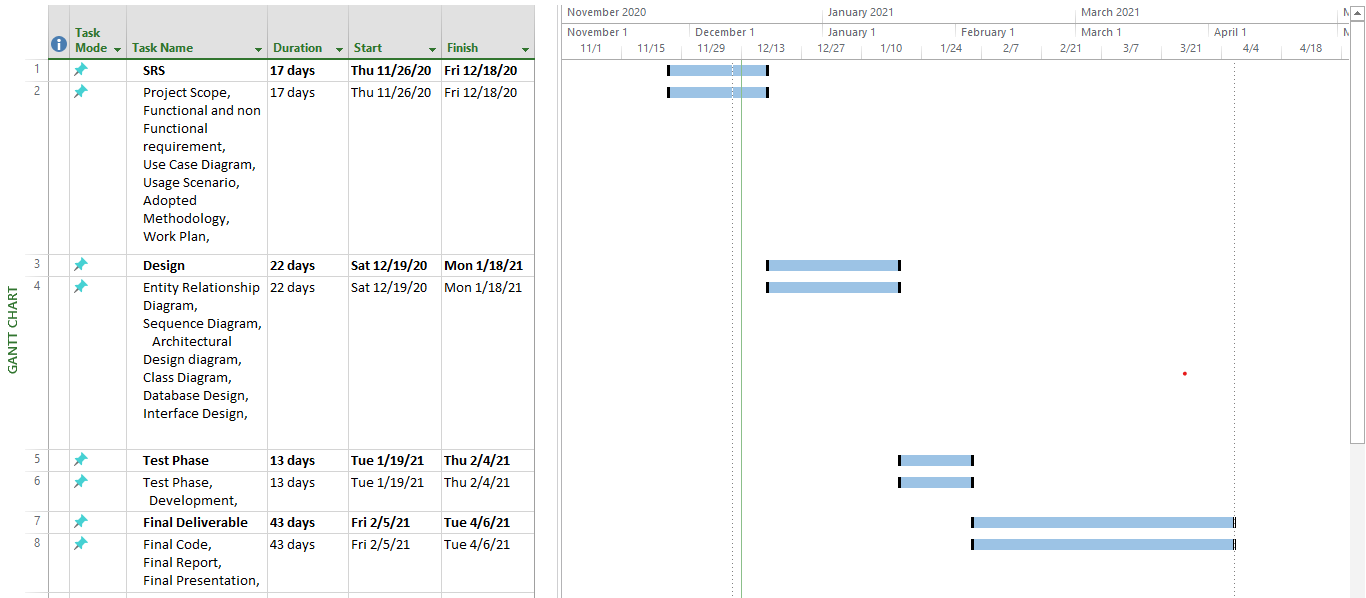 November 2020 January 2021 March 2021 M
Task Mode Task Name Duration Start Finish
November 1 December 1 January 1 February 1 March 1 April 1 M
11/1 11/15 11/29 12/13 12/27 1/10 1/24 2/7 2/21 3/7 3/21 4/4 4/18
1 SRS 17 days Thu 11/26/20 Fri 12/18/20
2 Project Scope, 17 days Thu 11/26/20 Fri 12/18/20
Functional and non
Functional
requirement,
Use Case Diagram,
Usage Scenario,
Adopted
Methodology,
Work Plan,
3 Design 22 days Sat 12/19/20 Mon 1/18/21
4 Entity Relationship 22 days Sat 12/19/20 Mon 1/18/21
Diagram,
Sequence Diagram,
Architectural
Design diagram,
Class Diagram,
Database Design,
Interface Design,
5 Test Phase 13 days Tue 1/19/21 Thu 2/4/21
6 Test Phase, 13 days Tue 1/19/21 Thu 2/4/21
Development,
7 Final Deliverable 43 days Fri 2/5/21 Tue 4/6/21
8 Final Code, 43 days Fri 2/5/21 Tue 4/6/21
Final Report,
Final Presentation,
GANTT CHART